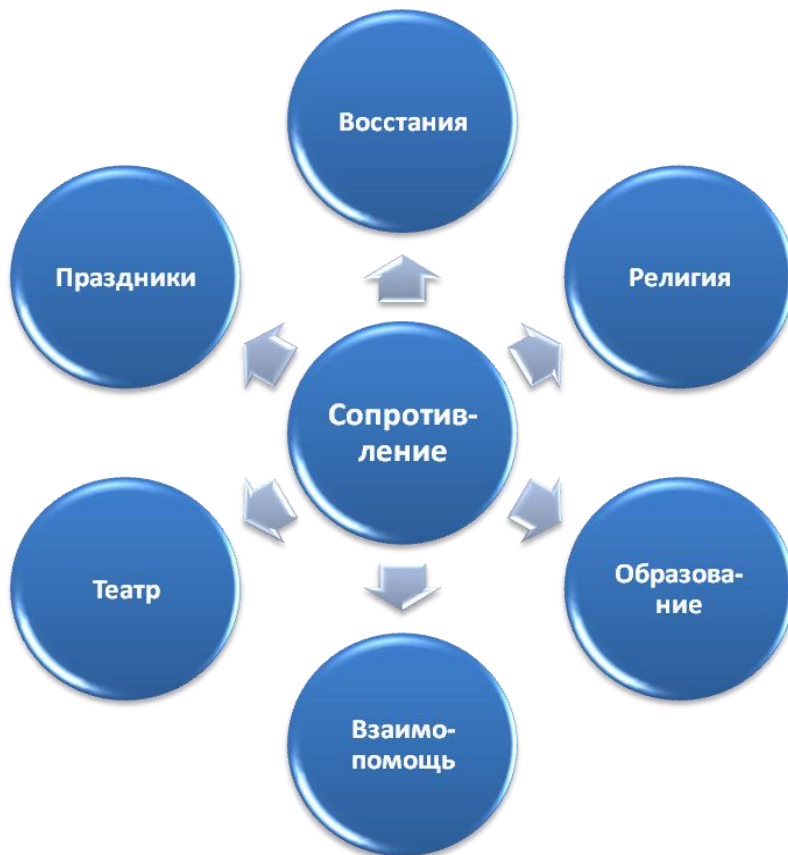 Восстания
Праздники
Религия
Сопротив-
ление
Театр
Образова-
ние
Взаимо-
помощь